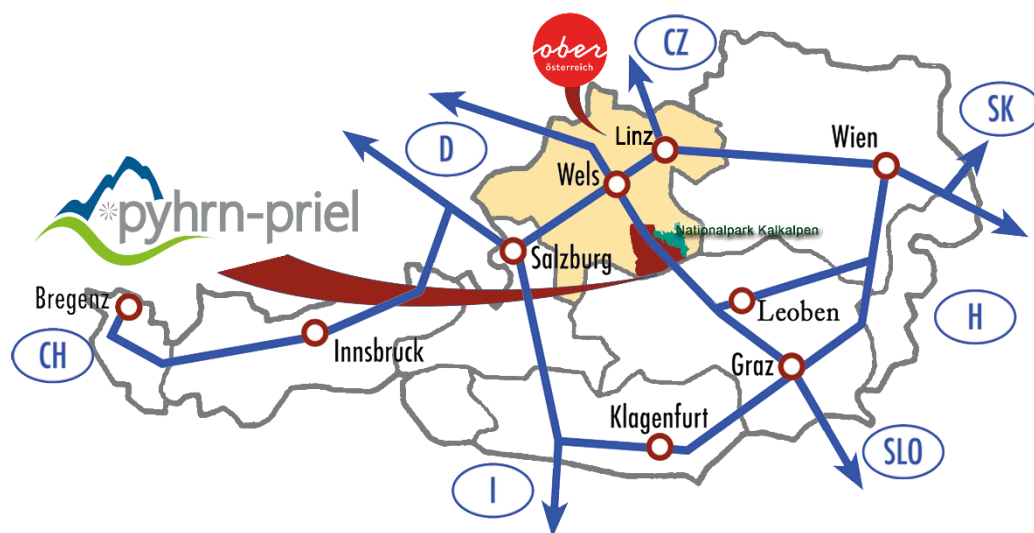 ober
österreich
CZ
SK
D
Linz
Wien
Wels
pyhrn-priel
Nationalpark Kalkalpen
Salzburg
Bregenz
Leoben
H
CH
Innsbruck
Graz
Klagenfurt
SLO
I